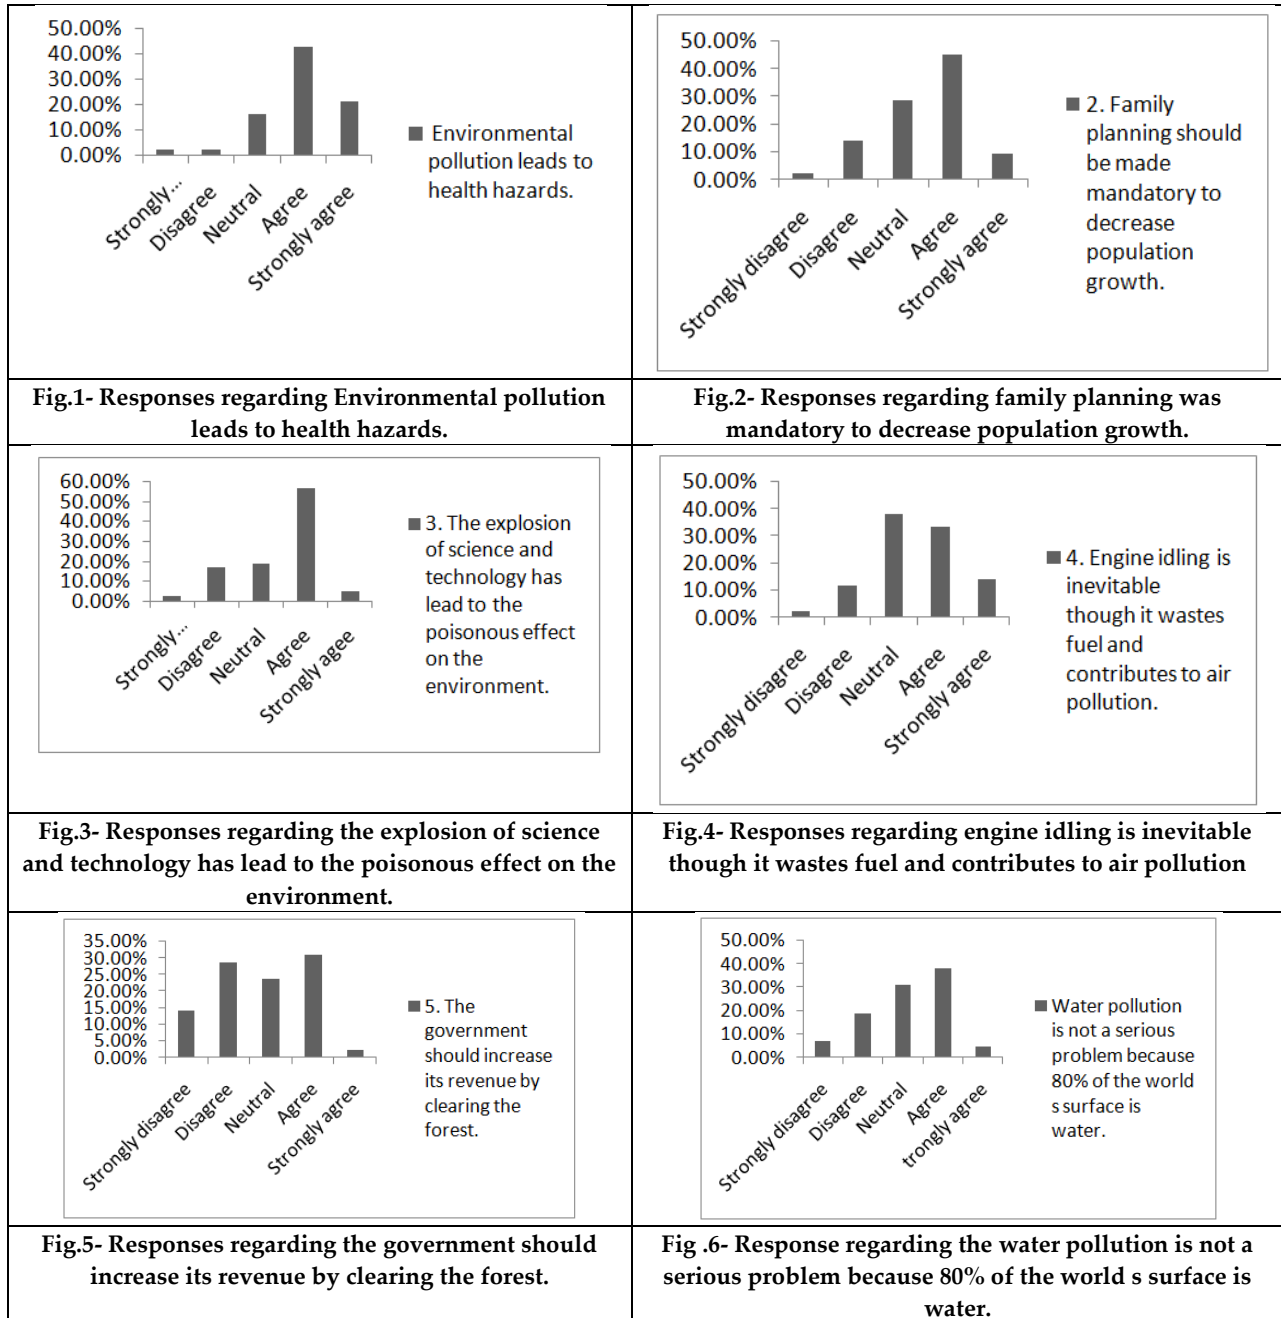 50.00%
40.00%
30.00%
20.00%
10.00%
0.00%
Strongly...
Disagree
Neutral
Agree
Strongly agree
Environmental
pollution leads to
health hazards.
50.00%
40.00%
30.00%
20.00%
10.00%
0.00%
Strongly disagree
Disagree
Neutral
Agree
Strongly agree
2. Family
planning should
be made
mandatory to
decrease
population
growth.
Fig.1- Responses regarding Environmental pollution
leads to health hazards.
Fig.2- Responses regarding family planning was
mandatory to decrease population growth.
60.00%
50.00%
40.00%
30.00%
20.00%
10.00%
0.00%
Strongly...
Disagree
Neutral
Agree
Strongly agee
3. The explosion
of science and
technology has
lead to the
poisonous effect
on the
environment.
50.00%
40.00%
30.00%
20.00%
10.00%
0.00%
Strongly disagree
Disagree
Neutral
Agree
Strongly agree
4. Engine idling is
inevitable
though it wastes
fuel and
contributes to air
pollution.
Fig.3- Responses regarding the explosion of science
and technology has lead to the poisonous effect on the
environment.
Fig.4- Responses regarding engine idling is inevitable
though it wastes fuel and contributes to air pollution
35.00%
30.00%
25.00%
20.00%
15.00%
10.00%
5.00%
0.00%
Strongly disagree
Disagree
Neutral
Agree
Strongly agree
5. The
government
should increase
its revenue by
clearing the
forest.
50.00%
40.00%
30.00%
20.00%
10.00%
0.00%
Strongly disagree
Disagree
Neutral
Agree
trongly agree
Water pollution
is not a serious
problem because
80% of the world
s surface is
water.
Fig.5- Responses regarding the government should
increase its revenue by clearing the forest.
Fig .6- Response regarding the water pollution is not a
serious problem because 80% of the world s surface is
water.